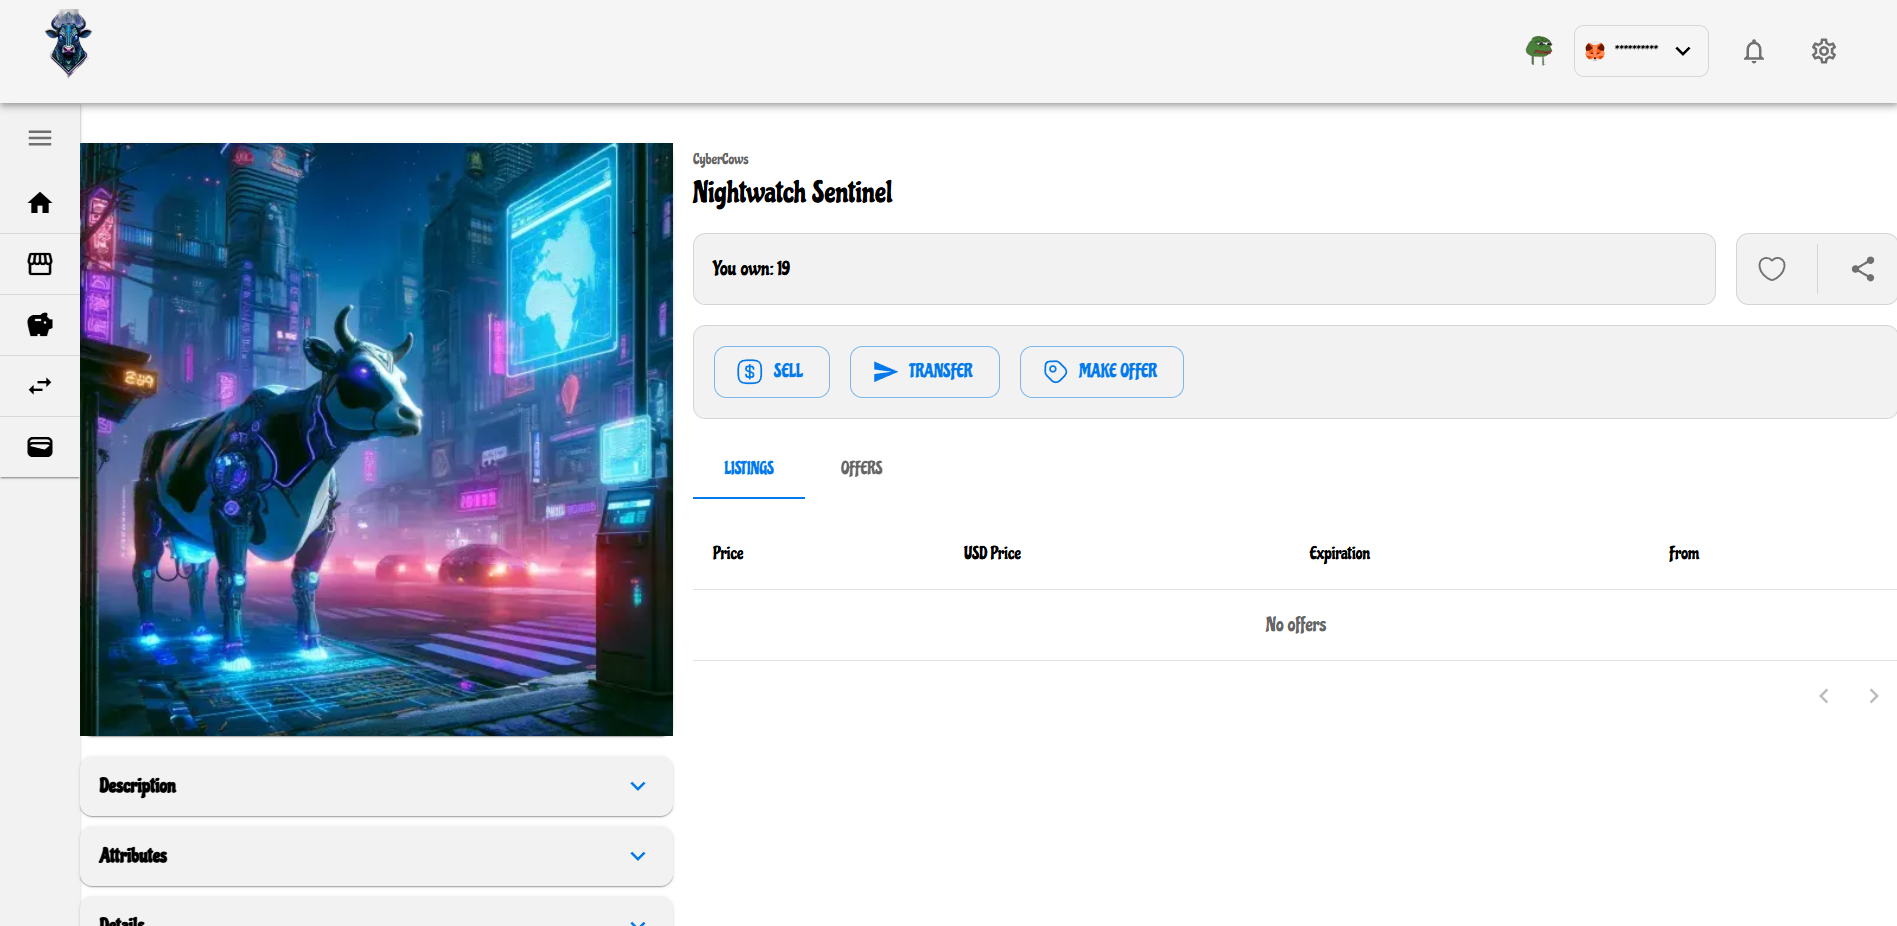 **********
CyberCows
Nightwatch Sentinel
You own: 19
SELL
TRANSFER
MAKE OFFER
LISTINGS
OFFERS
Price
USD Price
Expiration
From
No offers
Description
Attributes
Details